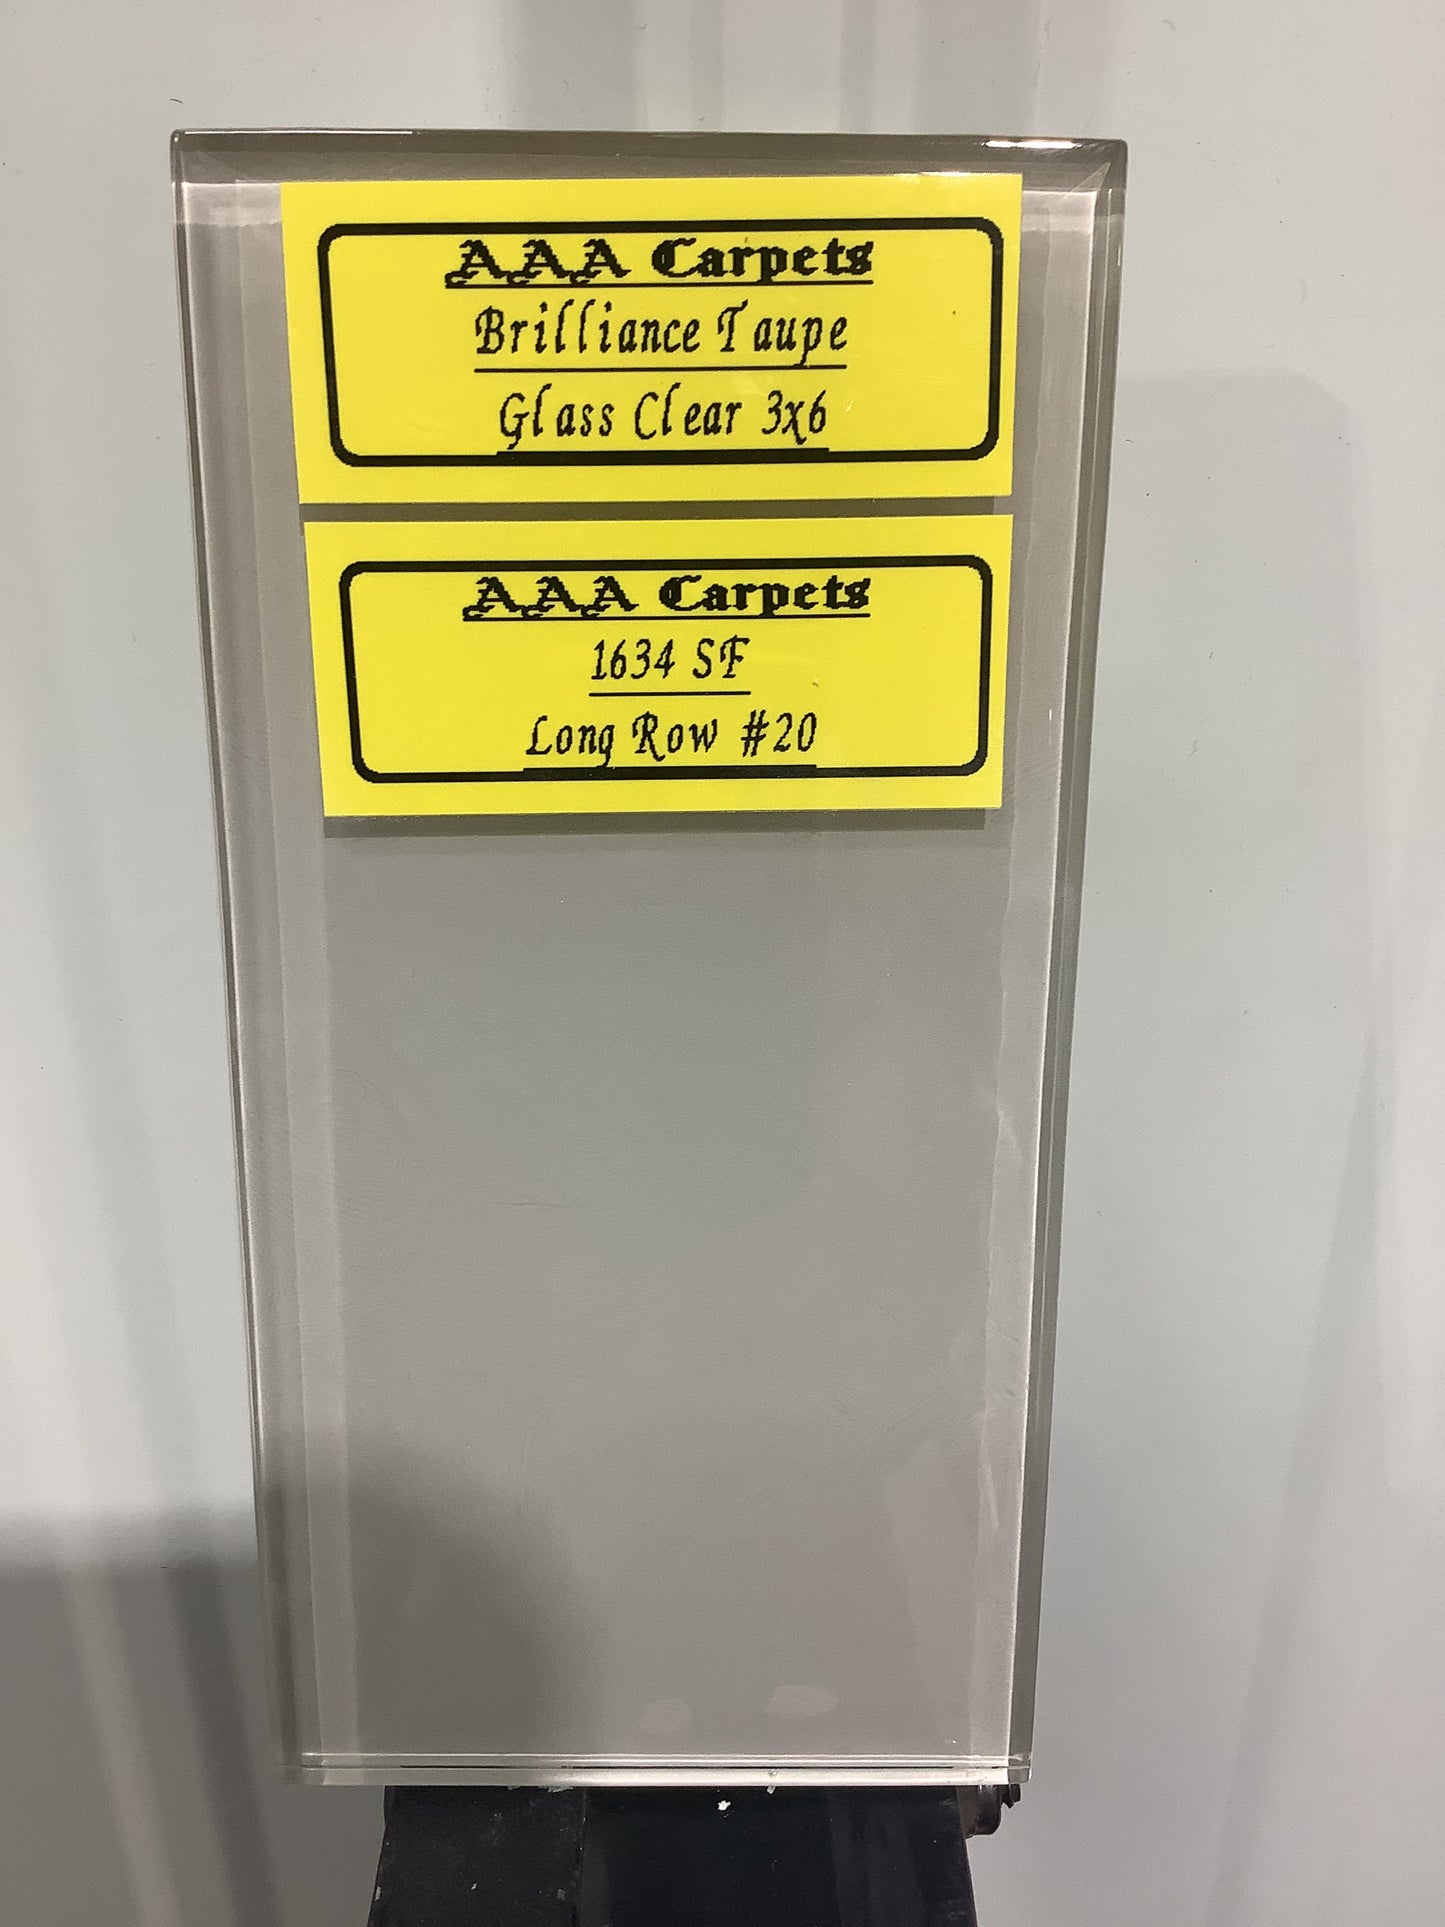 AAA Carpets
Brilliance Taupe
Glass Clear 3x6
AAA Carpets
1634 SF
Long Row #20